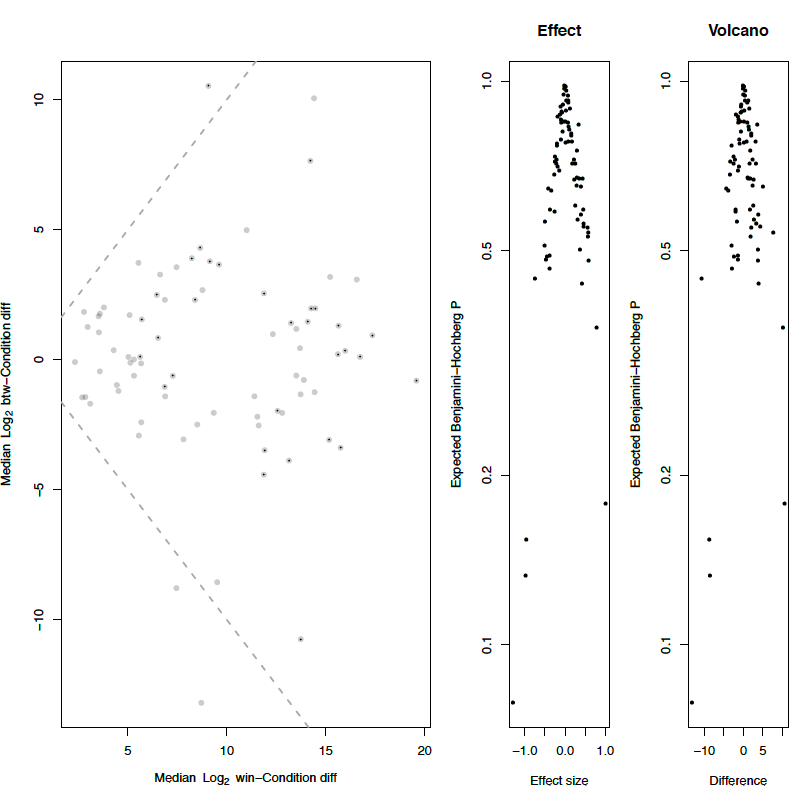 Effect
Volcano
Median Log2 btw−Condition diff
10
5
0
−5
−10
5
10
15
20
Median Log2 win−Condition diff
Expected Benjamini−Hochberg P
1.0
0.5
0.2
0.1
−1.0
0.0
1.0
Effect size
Expected Benjamini−Hochberg P
1.0
0.5
0.2
0.1
−10
0
5
Difference